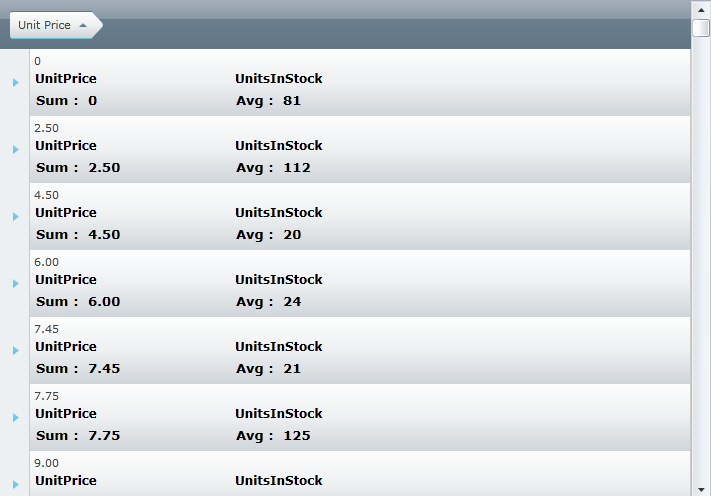 Unit Price
0
UnitPrice UnitsInStock
Sum : 0 Avg : 81
2.50
UnitPrice UnitsInStock
Sum : 2.50 Avg : 112
4.50
UnitPrice UnitsInStock
Sum : 4.50 Avg : 20
6.00
UnitPrice UnitsInStock
Sum : 6.00 Avg : 24
7.45
UnitPrice UnitsInStock
Sum : 7.45 Avg : 21
7.75
UnitPrice UnitsInStock
Sum : 7.75 Avg : 125
9.00
UnitPrice UnitsInStock